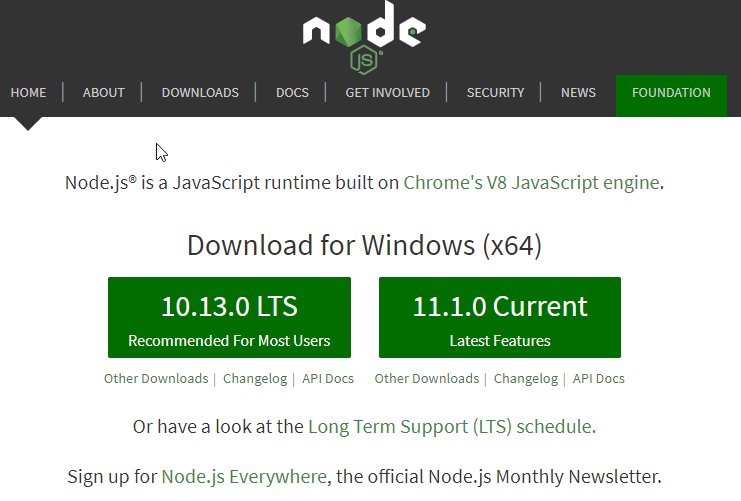 node
JS
HOME | ABOUT | DOWNLOADS | DOCS | GET INVOLVED | SECURITY | NEWS FOUNDATION
Node.js® is a JavaScript runtime built on Chrome's V8 JavaScript engine.
Download for Windows (x64)
10.13.0 LTS 11.1.0 Current
Recommended For Most Users Latest Features
Other Downloads | Changelog | API Docs Other Downloads | Changelog | API Docs
Or have a look at the Long Term Support (LTS) schedule.
Sign up for Node.js Everywhere, the official Node.js Monthly Newsletter.